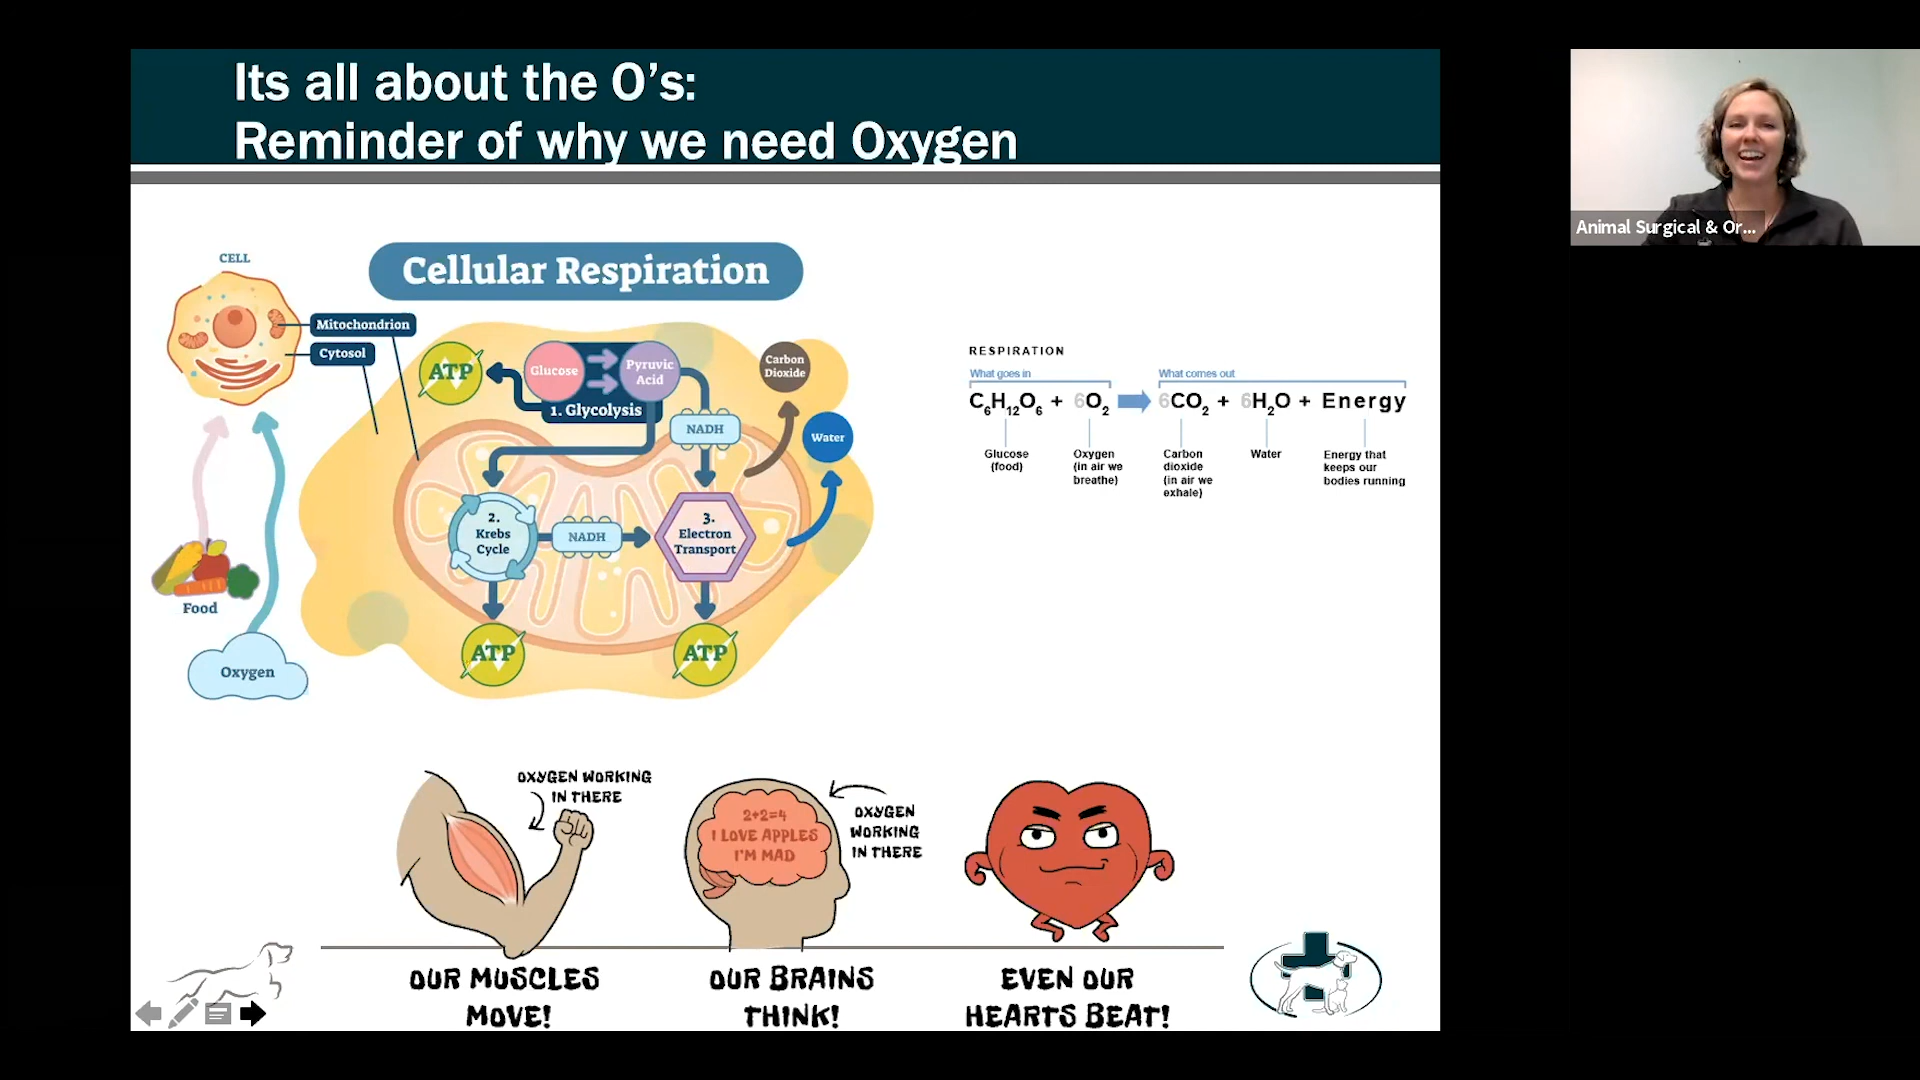 Its all about the O's:
Reminder of why we need Oxygen
Animal Surgical & Or...
CELL
Cellular Respiration
Mitochondrion
Cytosol
ATP
Glucose
Pyruvic
Acid
1. Glycolysis
Carbon
Dioxide
NADH
Water
2.
Krebs
Cycle
NADH
3.
Electron
Transport
ATP
ATP
Food
Oxygen
RESPIRATION
What goes in
What comes out
C6H12O6 + 6O2 6CO2 + 6H2O + Energy
Glucose
(food)
Oxygen
(in air we
breathe)
Carbon
dioxide
(in air we
exhale)
Water
Energy that
keeps our
bodies running
OXYGEN WORKING
IN THERE
2+2=4
I LOVE APPLES
I'M MAD
OXYGEN
WORKING
IN THERE
OUR MUSCLES
MOVE!
OUR BRAINS
THINK!
EVEN OUR
HEARTS BEAT!